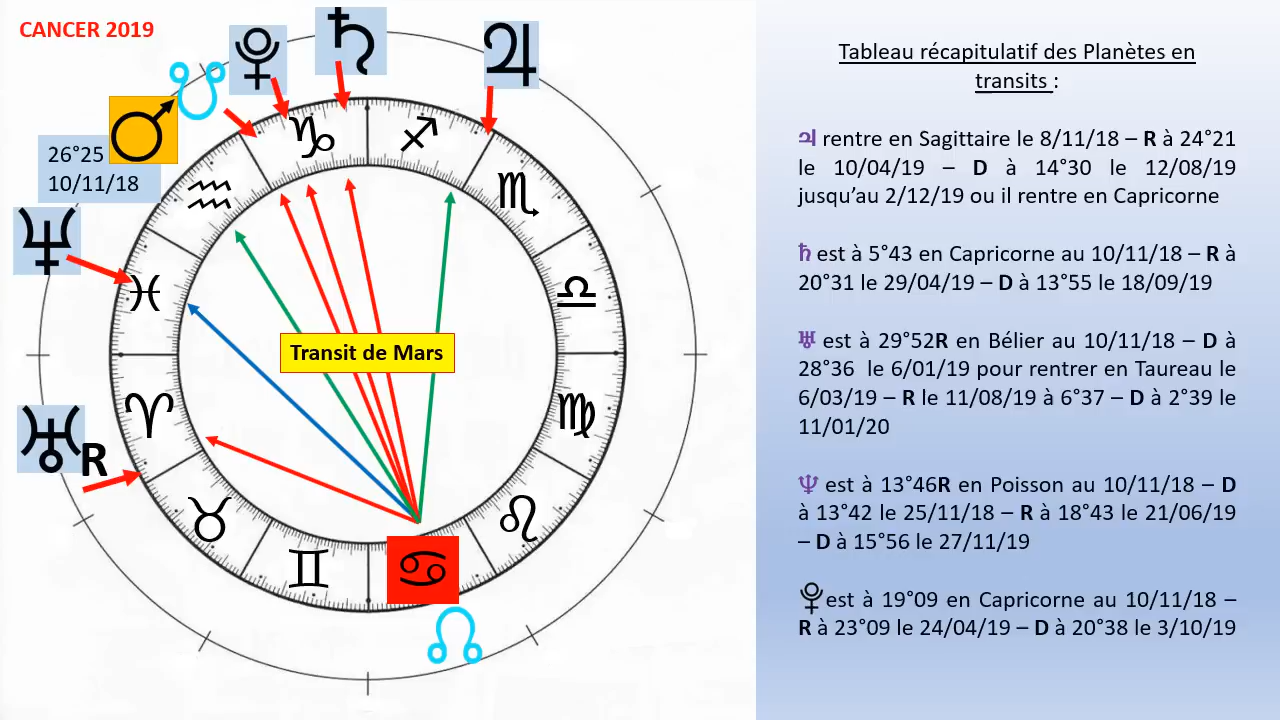 CANCER 2019
26°25
10/11/18
R
Transit de Mars
Tableau récapitulatif des Planètes en
transits :
♃ rentre en Sagittaire le 8/11/18 – R à 24°21
le 10/04/19 – D à 14°30 le 12/08/19
jusqu’au 2/12/19 ou il rentre en Capricorne
♄ est à 5°43 en Capricorne au 10/11/18 – R à
20°31 le 29/04/19 – D à 13°55 le 18/09/19
♅ est à 29°52R en Bélier au 10/11/18 – D à
28°36 le 6/01/19 pour rentrer en Taureau le
6/03/19 – R le 11/08/19 à 6°37 – D à 2°39 le
11/01/20
♆ est à 13°46R en Poisson au 10/11/18 – D
à 13°42 le 25/11/18 – R à 18°43 le 21/06/19
– D à 15°56 le 27/11/19
♇ est à 19°09 en Capricorne au 10/11/18 –
R à 23°09 le 24/04/19 – D à 20°38 le 3/10/19